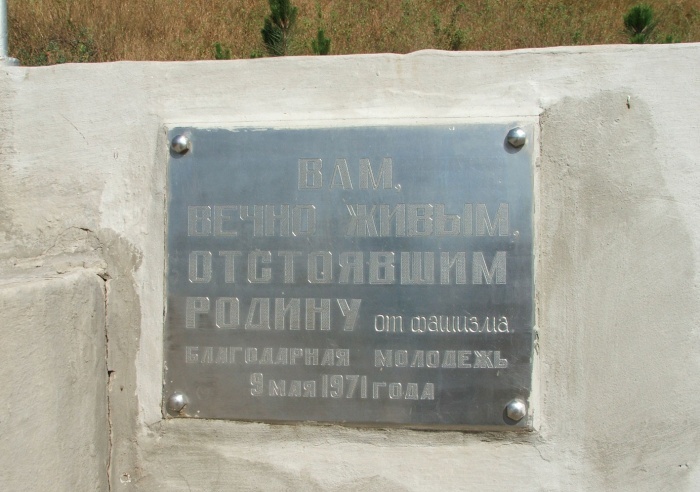 ВАМ,
ВЕЧНО ЖИВЫМ,
ОТСТОЯВШИМ
РОДИНУ от фашизма
БЛАГОДАРНАЯ МОЛОДЕЖЬ
9 МАЯ 1971 ГОДА